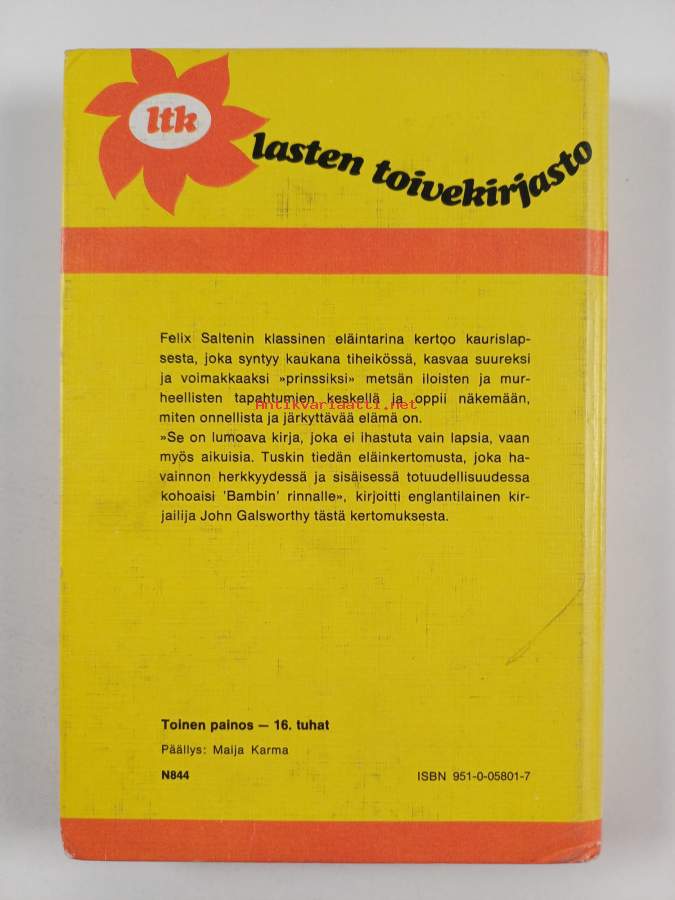 ltk
lasten toivekirjasto
Felix Saltenin klassinen eläintarina kertoo kaurislap-
sesta, joka syntyy kaukana tiheikössä, kasvaa suureksi
ja voimakkaaksi »prinssiksi» metsän iloisten ja mur-
heellisten tapahtumien keskellä ja oppii näkemään,
Antikvariaatti.net
miten onnellista ja järkyttävää elämä on.
»Se on lumoava kirja, joka ei ihastuta vain lapsia, vaan
myös aikuisia. Tuskin tiedän eläinkertomusta, joka ha-
vainnon herkkyydessä ja sisäisessä totuudellisuudessa
kohoaisi 'Bambin' rinnalle», kirjoitti englantilainen kir-
jailija John Galsworthy tästä kertomuksesta.
Toinen painos — 16. tuhat
Päällys: Maija Karma
N844 ISBN 951-0-05801-7